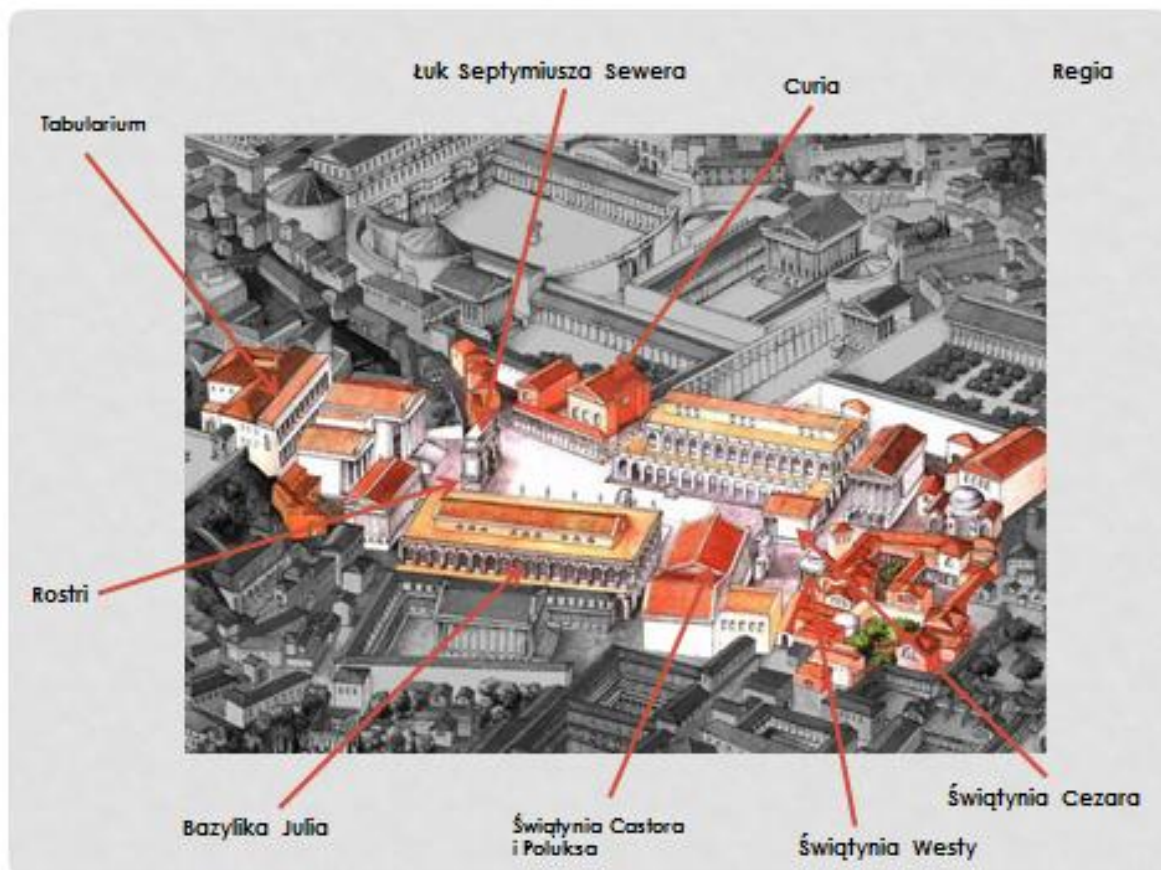 Łuk Septymiusza Sewera
Regia
Curia
Tabularium
Rostri
Świątynia Cezara
Bazylika Julia
Świątynia Castora
i Poluksa
Świątynia Westy